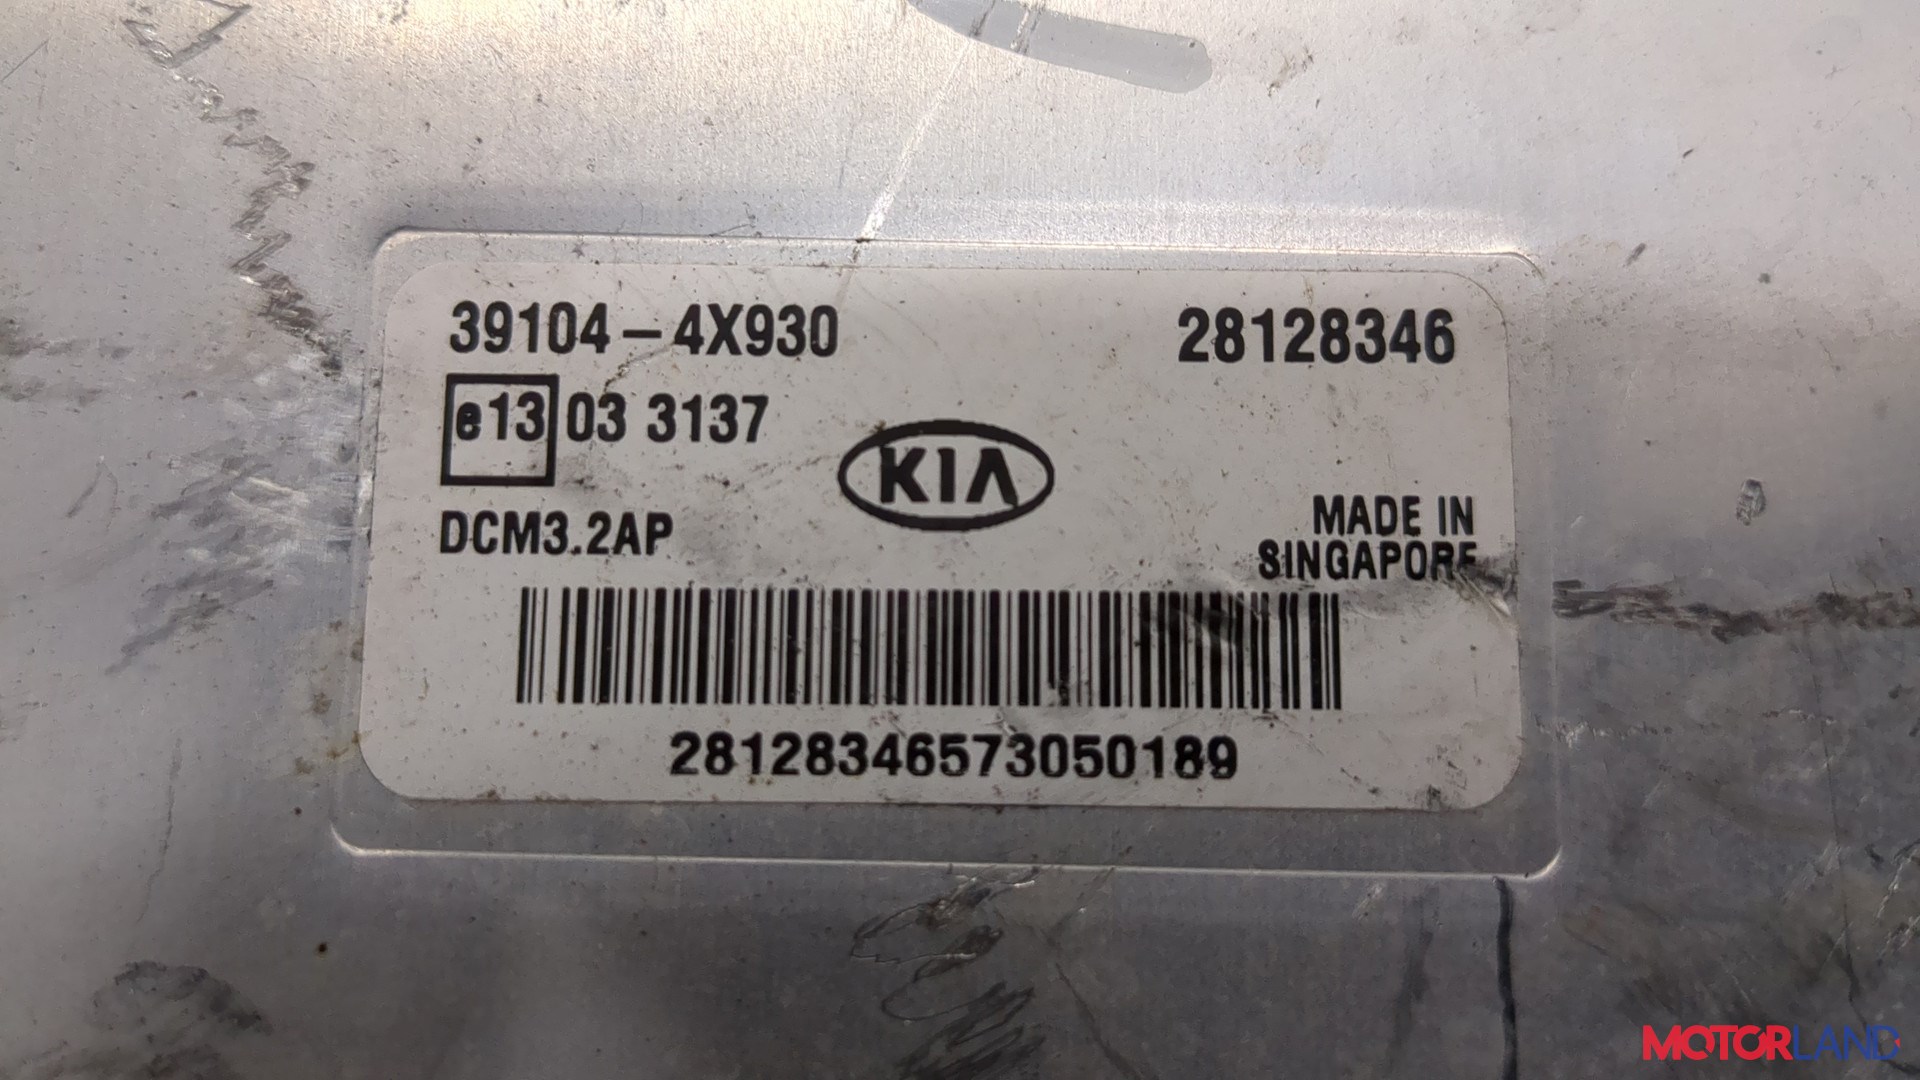 39104-4X930 28128346
e13 03 3137
KIA
DCM3.2AP
MADE IN
SINGAPORE
28128346573050189
MOTORLAND